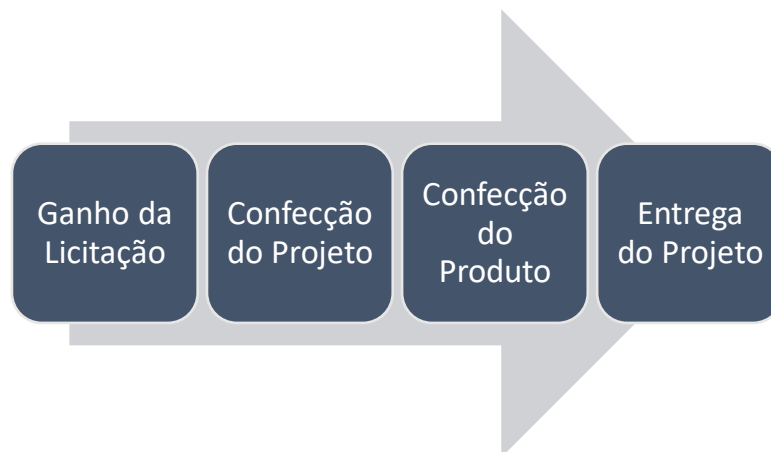 Ganho da
Licitação
Confecção
do Projeto
Confecção
do
Produto
Entrega
do Projeto